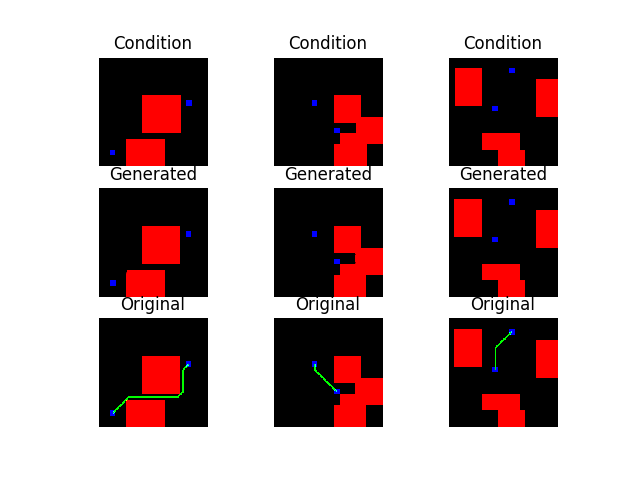 Condition
Condition
Condition
Generated
Generated
Generated
Original
Original
Original